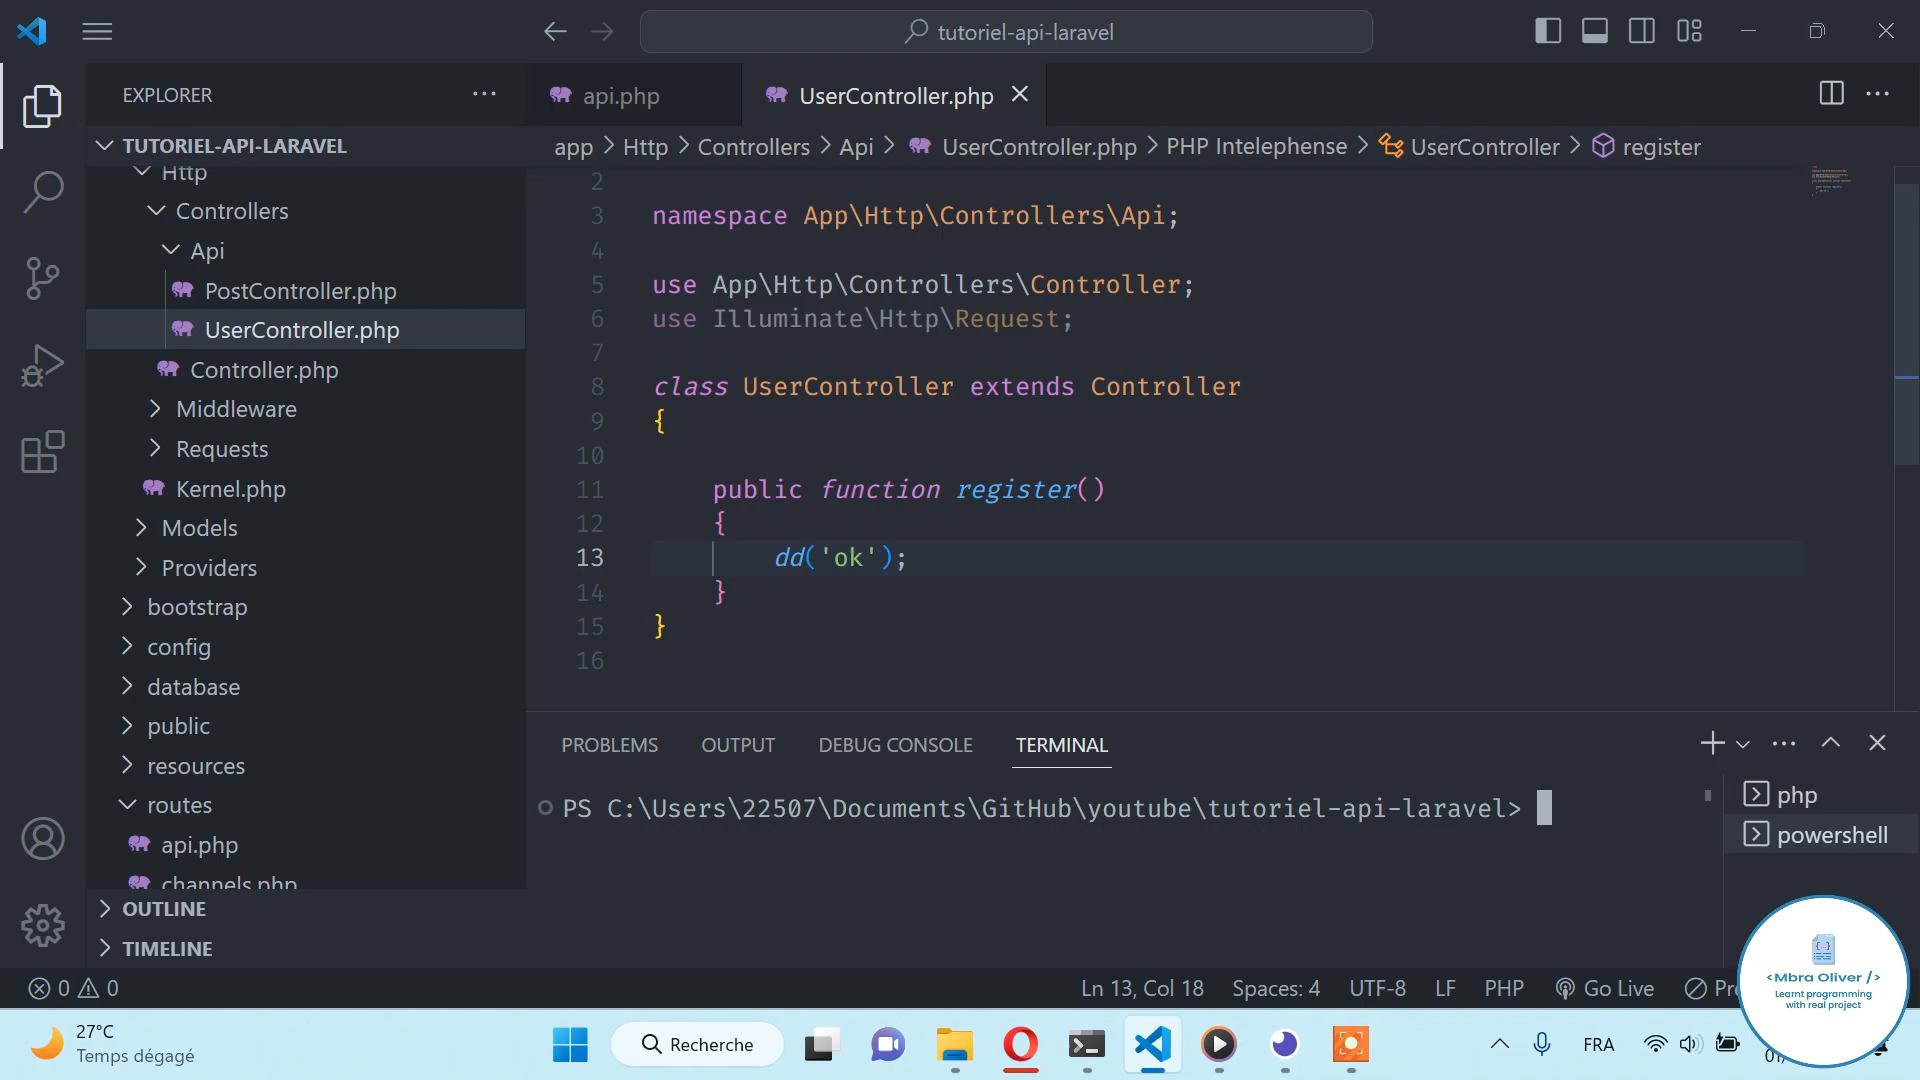 tutoriel-api-laravel
EXPLORER
TUTORIEL-API-LARAVEL
Http
Controllers
Api
PostController.php
UserController.php
Controller.php
Middleware
Requests
Kernel.php
Models
Providers
bootstrap
config
database
public
resources
routes
api.php
channels.php
OUTLINE
TIMELINE
api.php
UserController.php
app > Http > Controllers > Api > UserController.php > PHP Intelephense > UserController > register
2
3 namespace App\Http\Controllers\Api;
4
5 use App\Http\Controllers\Controller;
6 use Illuminate\Http\Request;
7
8 class UserController extends Controller
9 {
10
11 public function register()
12 {
13 dd('ok');
14 }
15 }
16
PROBLEMS OUTPUT DEBUG CONSOLE TERMINAL
PS C:\Users\22507\Documents\GitHub\youtube\tutoriel-api-laravel>
php
powershell
<Mbra Oliver />
Learnt programming
with real project
0 0
Ln 13, Col 18 Spaces: 4 UTF-8 LF PHP Go Live
27°C
Temps dégagé
Recherche
FRA